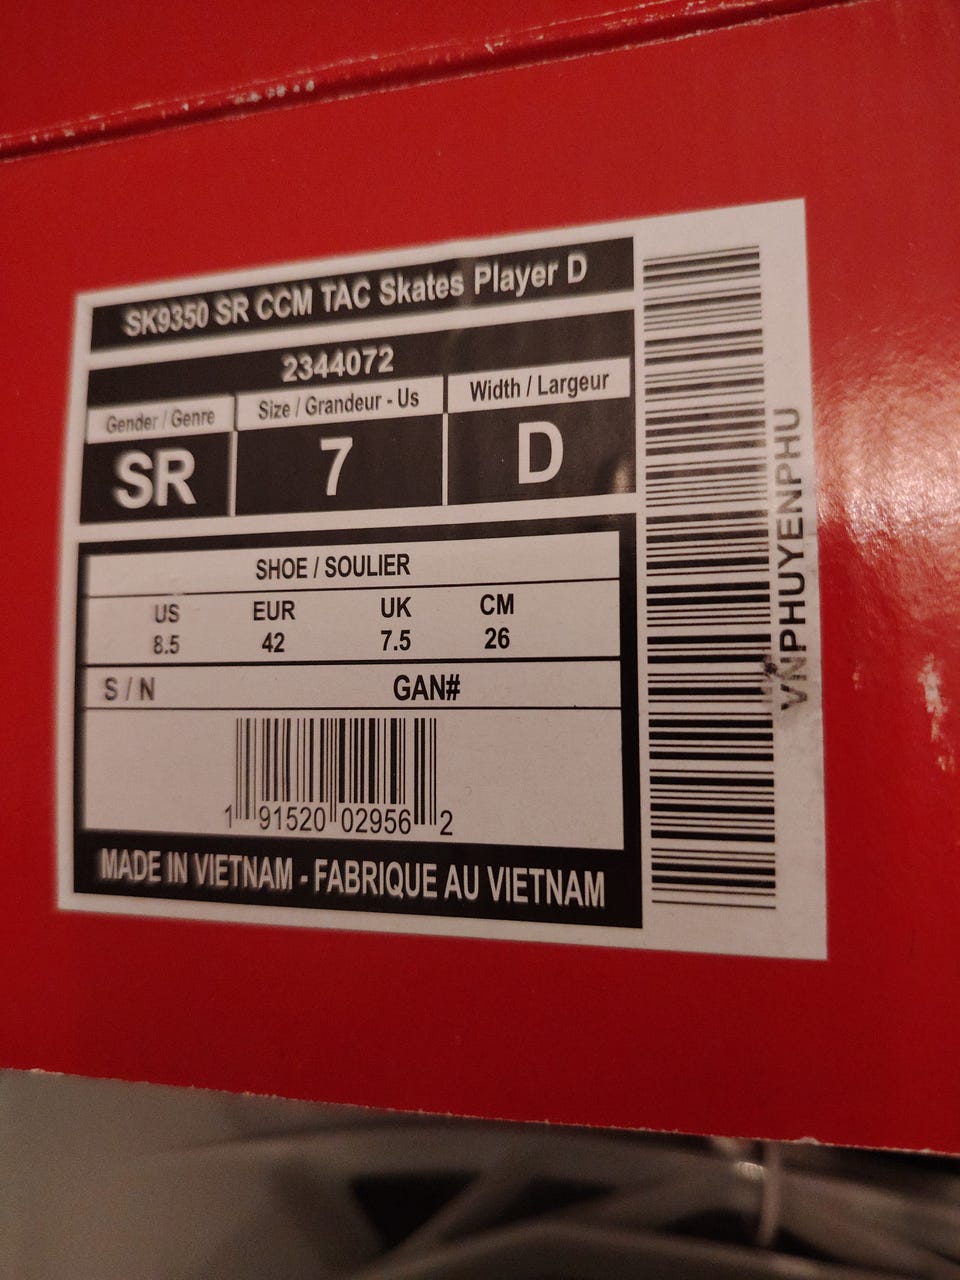 SK9350 SR CCM TAC Skates Player D
2344072
Gender / Genre
Size / Grandeur - Us
Width / Largeur
SR
7
D
SHOE / SOULIER
US EUR UK CM
8.5 42 7.5 26
S / N GAN#
1 91520 02956 2
MADE IN VIETNAM - FABRIQUE AU VIETNAM
VNPHUYENPHU